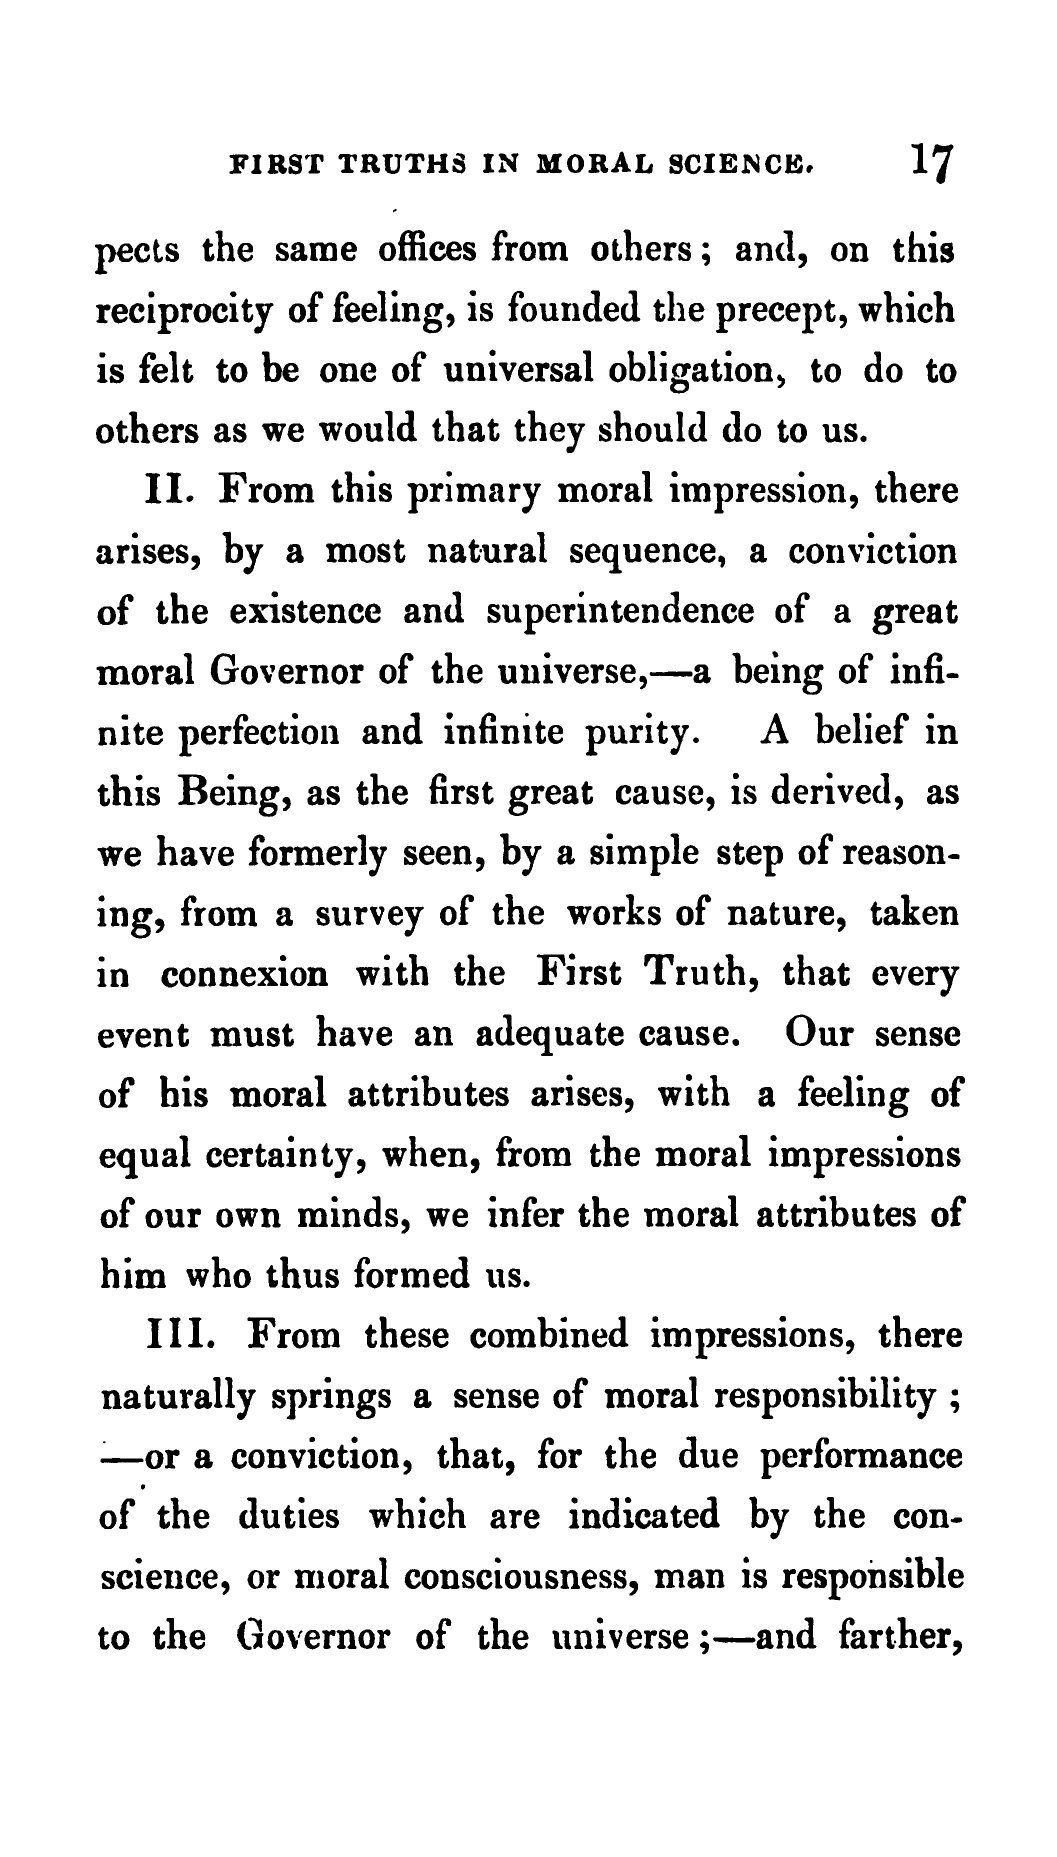 FIRST TRUTHS IN MORAL SCIENCE. 17
pects the same offices from others; and, on this
reciprocity of feeling, is founded the precept, which
is felt to be one of universal obligation, to do to
others as we would that they should do to us.
II. From this primary moral impression, there
arises, by a most natural sequence, a conviction
of the existence and superintendence of a great
moral Governor of the universe,—a being of infi-
nite perfection and infinite purity. A belief in
this Being, as the first great cause, is derived, as
we have formerly seen, by a simple step of reason-
ing, from a survey of the works of nature, taken
in connexion with the First Truth, that every
event must have an adequate cause. Our sense
of his moral attributes arises, with a feeling of
equal certainty, when, from the moral impressions
of our own minds, we infer the moral attributes of
him who thus formed us.
III. From these combined impressions, there
naturally springs a sense of moral responsibility ;
—or a conviction, that, for the due performance
of the duties which are indicated by the con-
science, or moral consciousness, man is responsible
to the Governor of the universe ;—and farther,